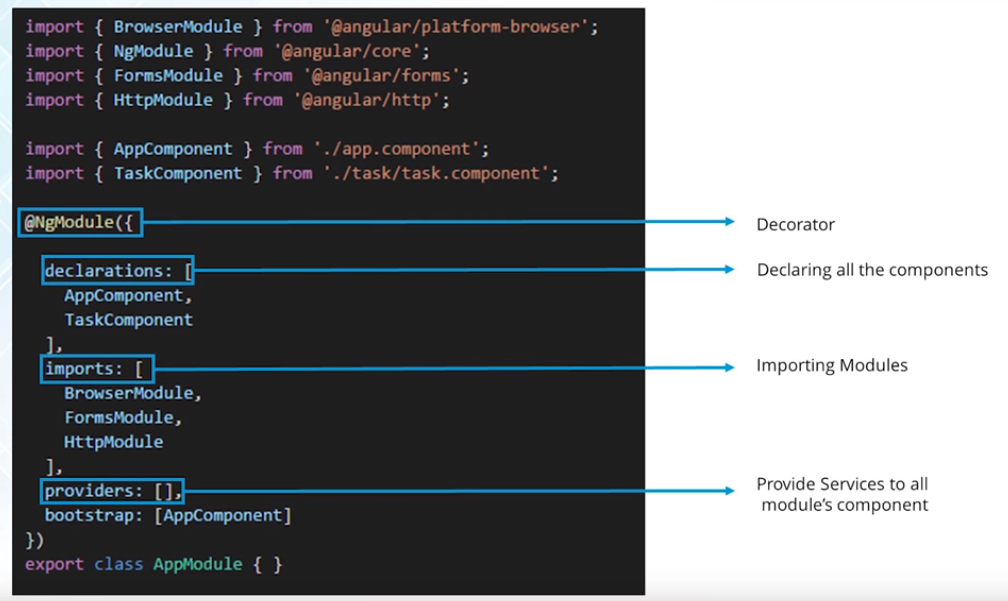 import { BrowserModule } from '@angular/platform-browser';
import { NgModule } from '@angular/core';
import { FormsModule } from '@angular/forms';
import { HttpModule } from '@angular/http';
import { AppComponent } from './app.component';
import { TaskComponent } from './task/task.component';
@NgModule({
Decorator
declarations: [
Declaring all the components
AppComponent,
TaskComponent
],
imports: [
Importing Modules
BrowserModule,
FormsModule,
HttpModule
],
providers: [],
Provide Services to all
module's component
bootstrap: [AppComponent]
})
export class AppModule { }